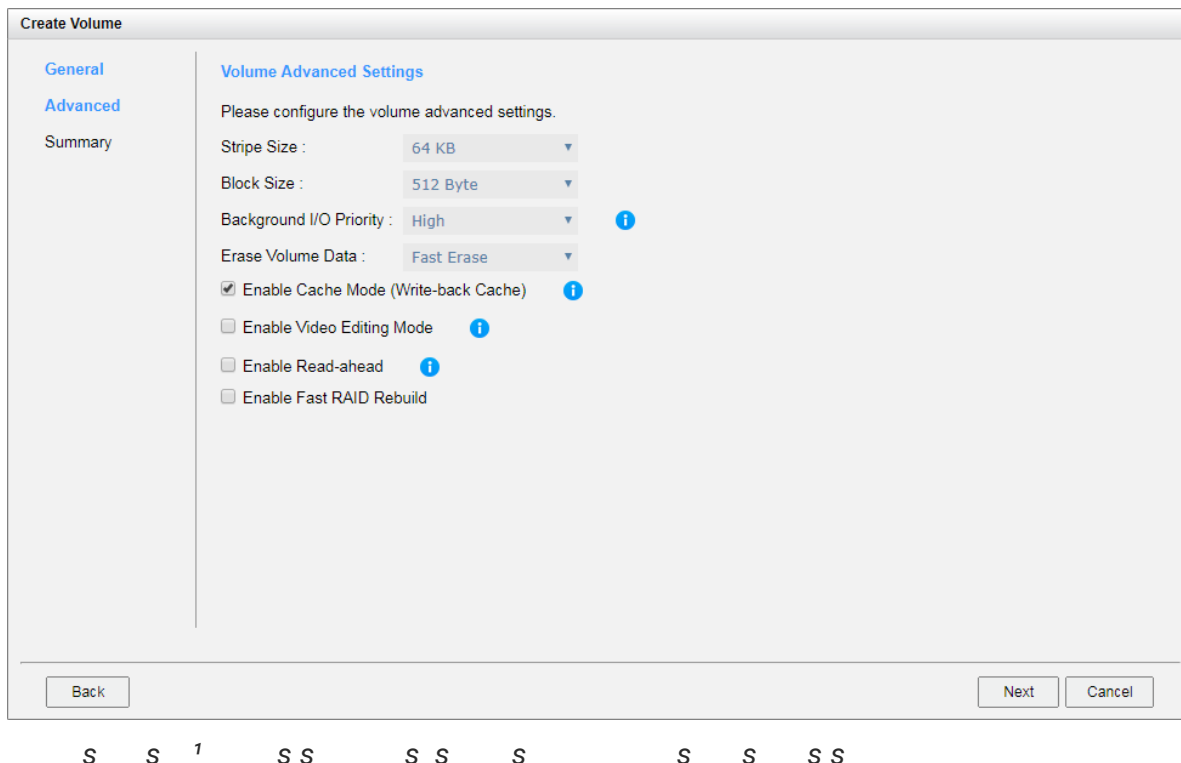 Create Volume
General
Advanced
Summary
Volume Advanced Settings
Please configure the volume advanced settings.
Stripe Size : 64 KB
Block Size : 512 Byte
Background I/O Priority : High
Erase Volume Data : Fast Erase
Enable Cache Mode (Write-back Cache)
Enable Video Editing Mode
Enable Read-ahead
Enable Fast RAID Rebuild
Back Next Cancel
s s 1 s s s s s s s s s